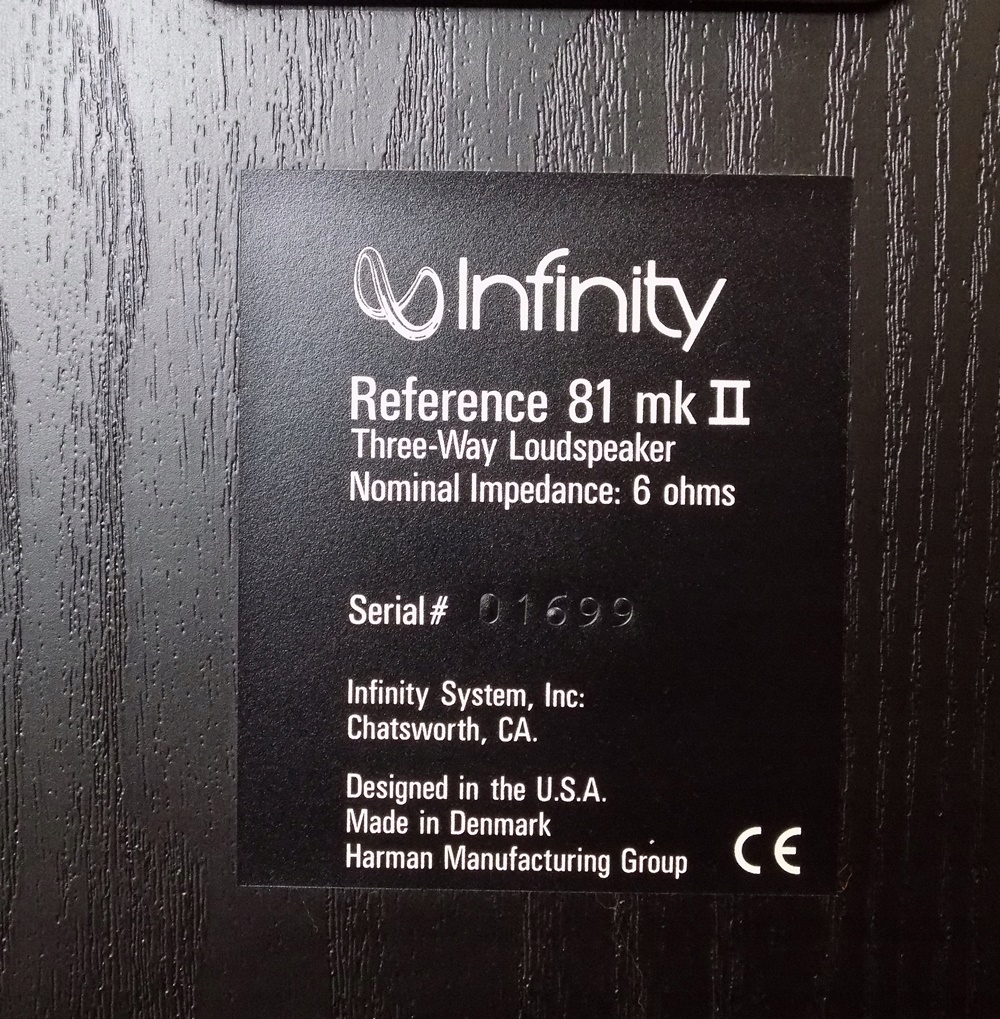 Infinity
Reference 81 mk II
Three-Way Loudspeaker
Nominal Impedance: 6 ohms
Serial# 01699
Infinity System, Inc:
Chatsworth, CA.
Designed in the U.S.A.
Made in Denmark
Harman Manufacturing Group
CE